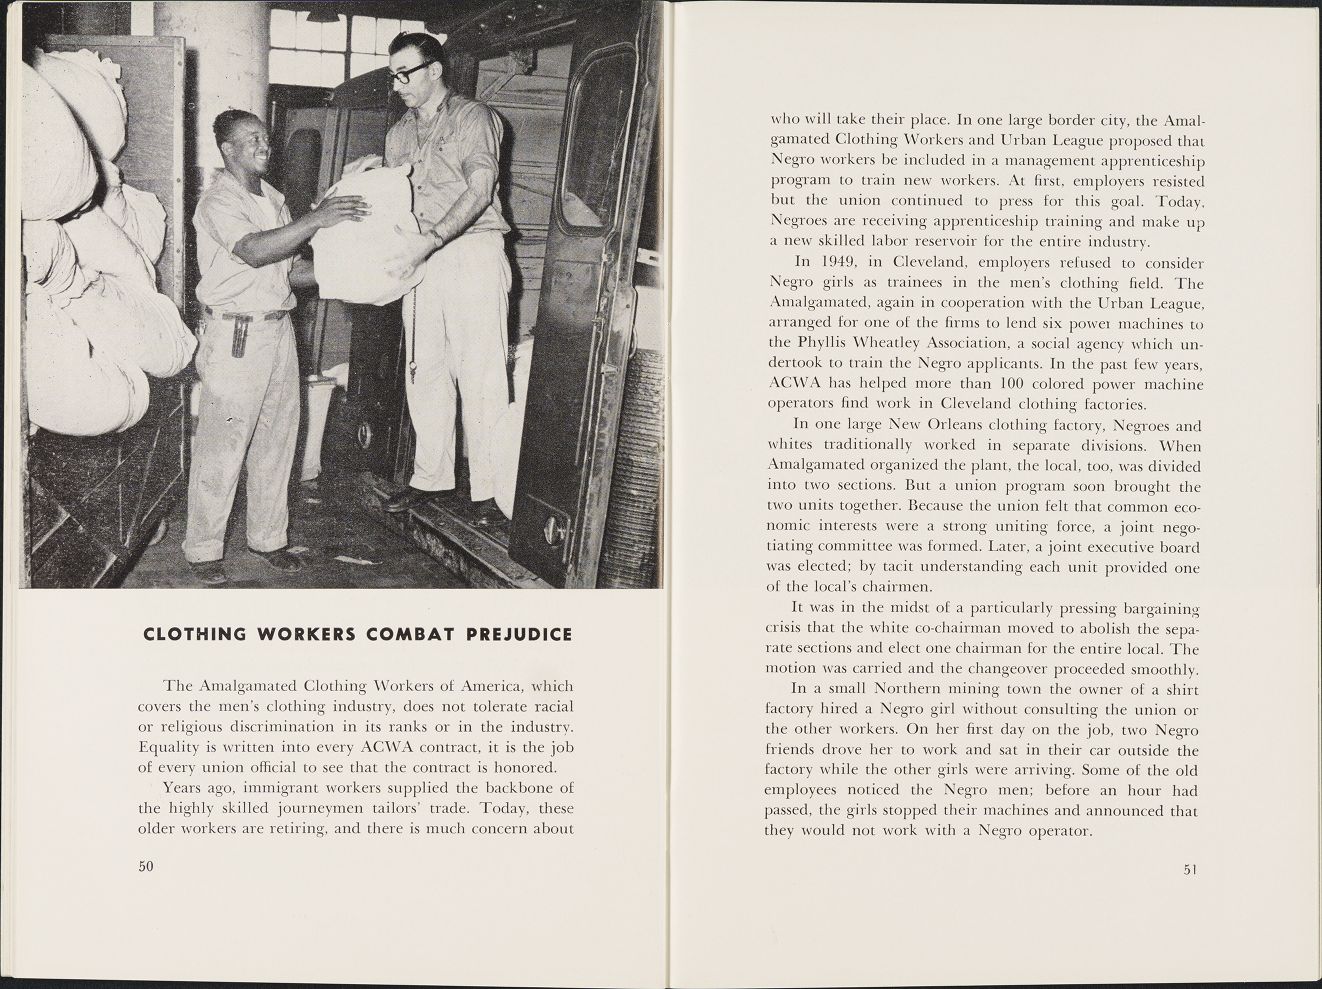 CLOTHING WORKERS COMBAT PREJUDICE
The Amalgamated Clothing Workers of America, which
covers the men's clothing industry, does not tolerate racial
or religious discrimination in its ranks or in the industry.
Equality is written into every ACWA contract, it is the job
of every union official to see that the contract is honored.
Years ago, immigrant workers supplied the backbone of
the highly skilled journeymen tailors' trade. Today, these
older workers are retiring, and there is much concern about
50
who will take their place. In one large border city, the Amal-
gamated Clothing Workers and Urban League proposed that
Negro workers be included in a management apprenticeship
program to train new workers. At first, employers resisted
but the union continued to press for this goal. Today,
Negroes are receiving apprenticeship training and make up
a new skilled labor reservoir for the entire industry.
In 1949, in Cleveland, employers refused to consider
Negro girls as trainees in the men's clothing field. The
Amalgamated, again in cooperation with the Urban League,
arranged for one of the firms to lend six power machines to
the Phyllis Wheatley Association, a social agency which un-
dertook to train the Negro applicants. In the past few years,
ACWA has helped more than 100 colored power machine
operators find work in Cleveland clothing factories.
In one large New Orleans clothing factory, Negroes and
whites traditionally worked in separate divisions. When
Amalgamated organized the plant, the local, too, was divided
into two sections. But a union program soon brought the
two units together. Because the union felt that common eco-
nomic interests were a strong uniting force, a joint nego-
tiating committee was formed. Later, a joint executive board
was elected; by tacit understanding each unit provided one
of the local's chairmen.
It was in the midst of a particularly pressing bargaining
crisis that the white co-chairman moved to abolish the sepa-
rate sections and elect one chairman for the entire local. The
motion was carried and the changeover proceeded smoothly.
In a small Northern mining town the owner of a shirt
factory hired a Negro girl without consulting the union or
the other workers. On her first day on the job, two Negro
friends drove her to work and sat in their car outside the
factory while the other girls were arriving. Some of the old
employees noticed the Negro men; before an hour had
passed, the girls stopped their machines and announced that
they would not work with a Negro operator.
51